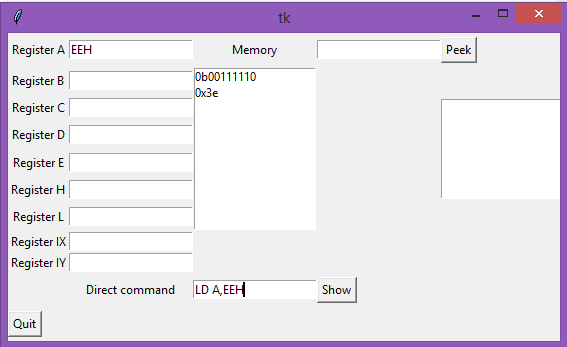 tk
Register A EEH Memory Peek
Register B 0b00111110
0x3e
Register C
Register D
Register E
Register H
Register L
Register IX
Register IY
Direct command LD A,EEH Show
Quit